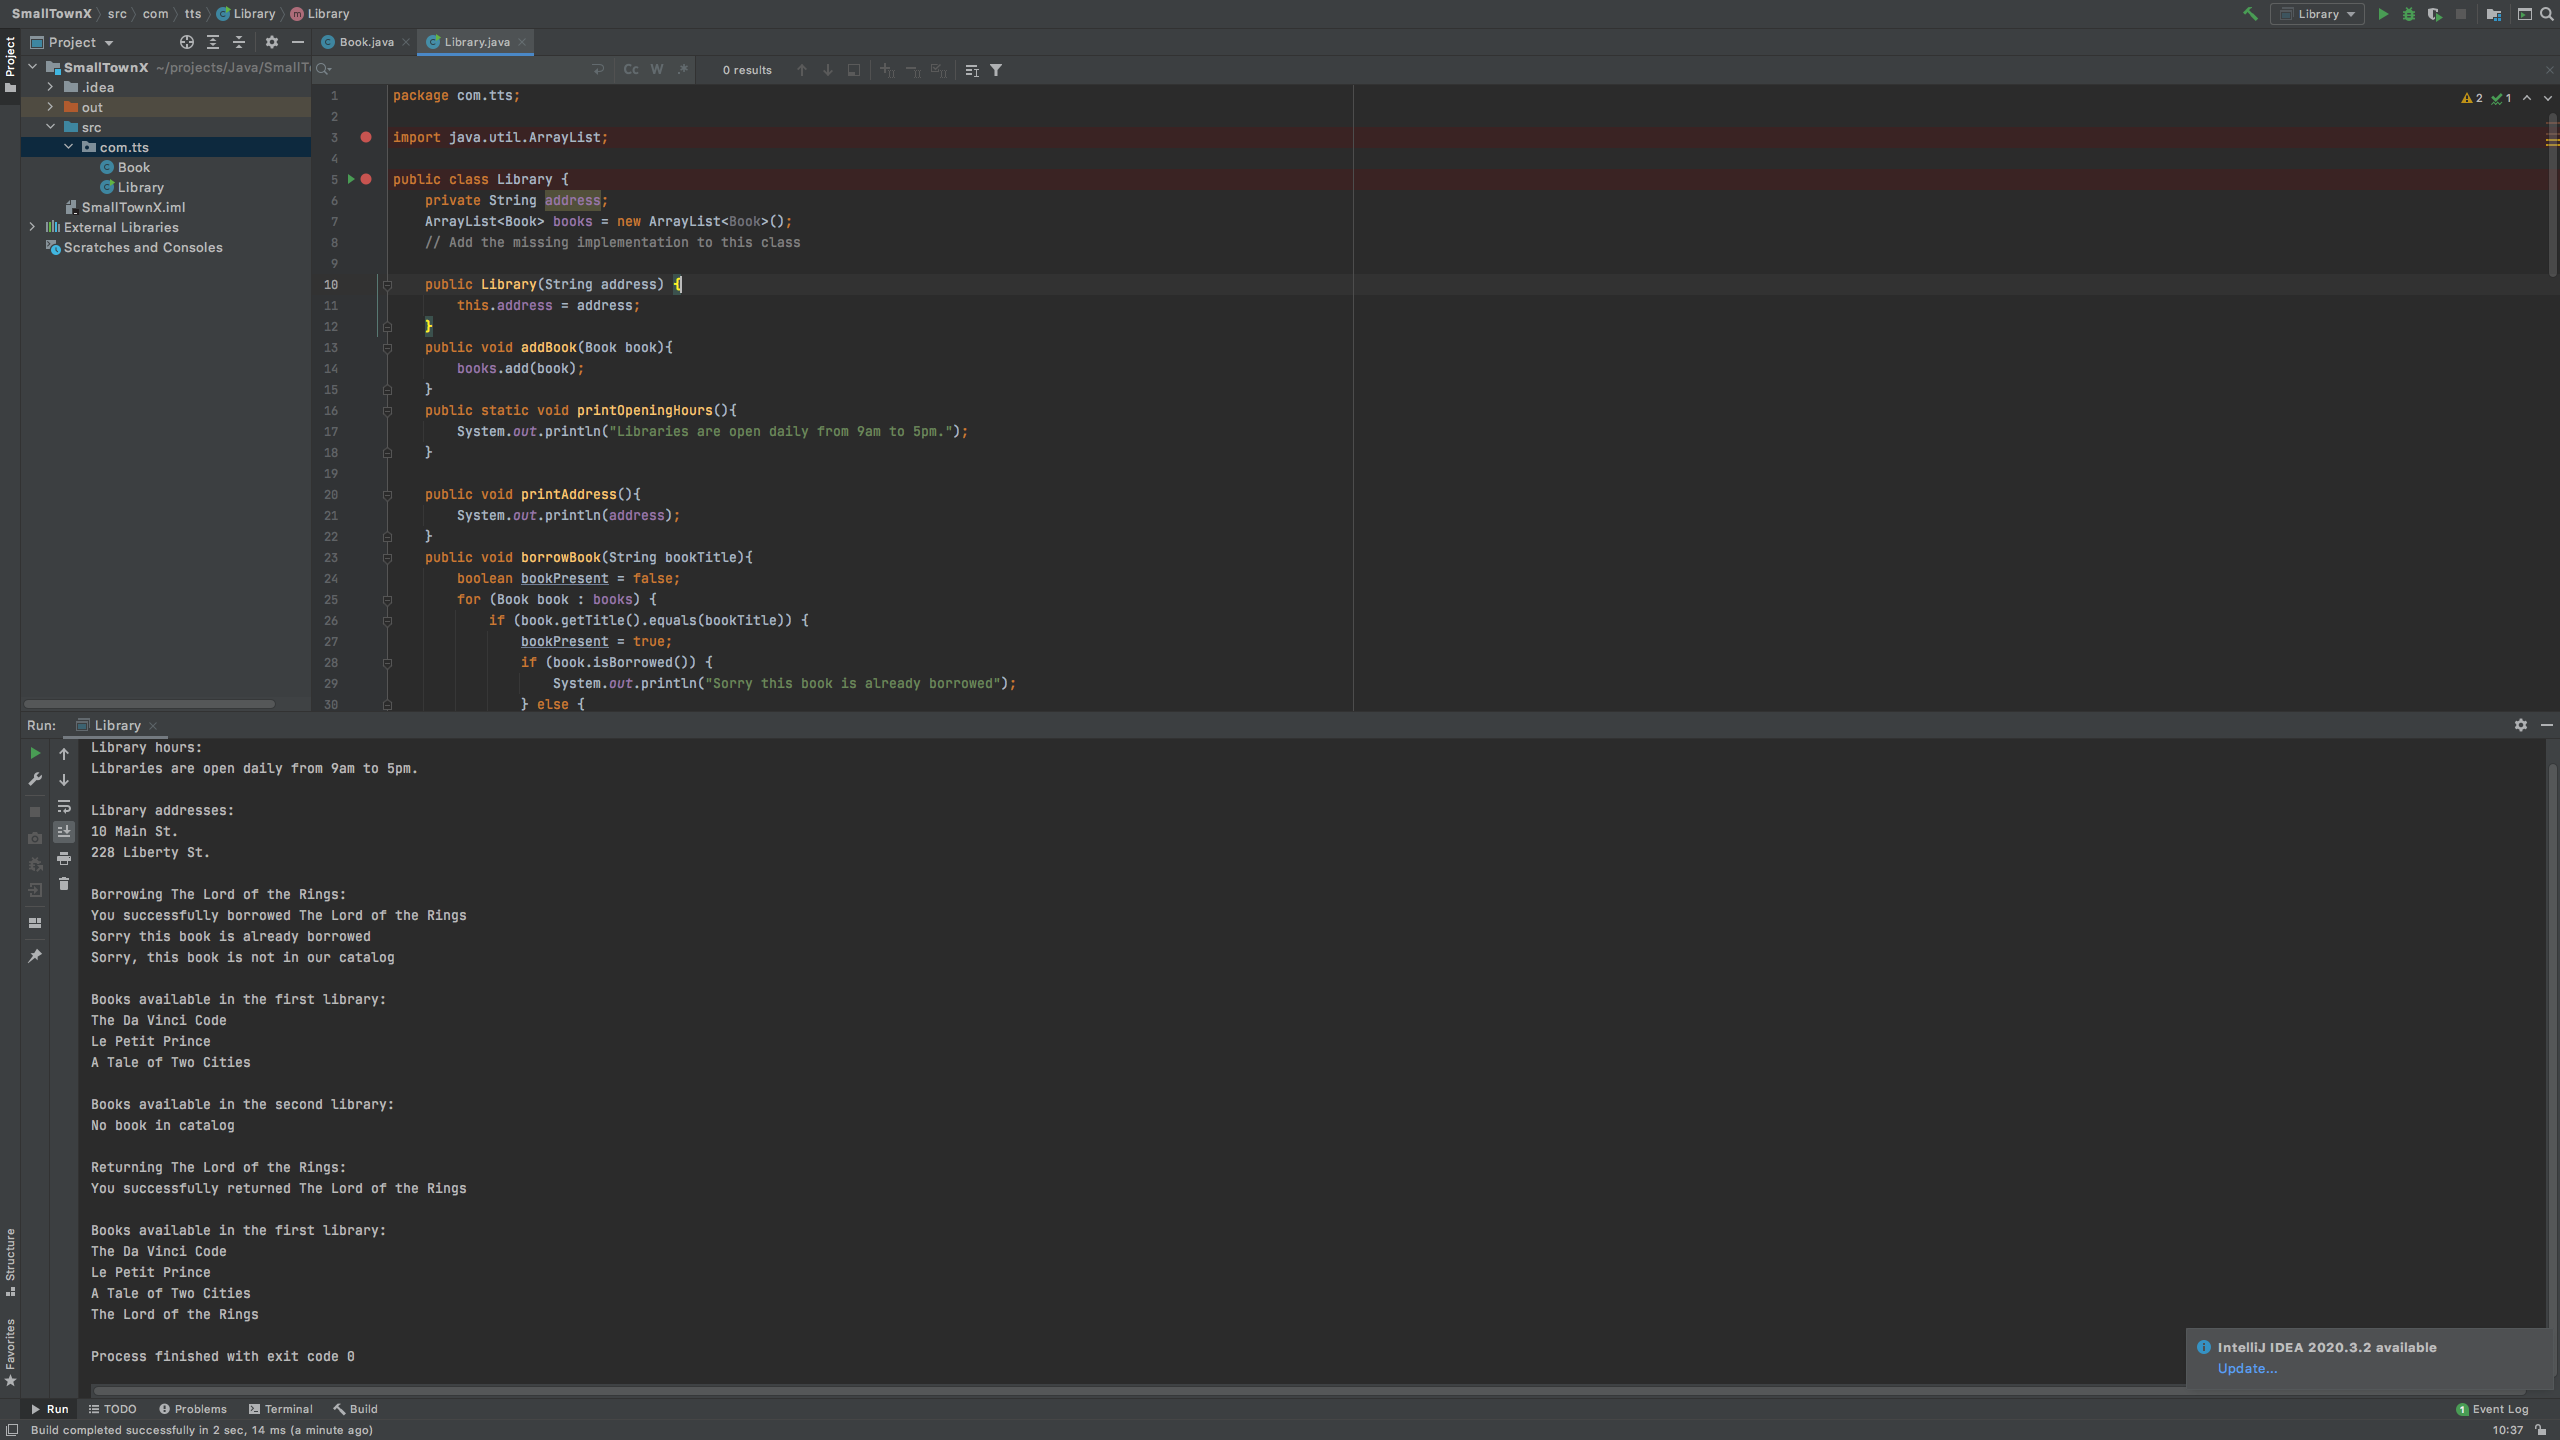 SmallTownX src com tts Library Library
Library
Project
Book.java
Library.java
Project
SmallTownX ~/projects/Java/SmallT
.idea
out
src
com.tts
Book
Library
SmallTownX.iml
External Libraries
Scratches and Consoles
Cc W .* 0 results
2 1
1 package com.tts;
2
3 import java.util.ArrayList;
4
5 public class Library {
6 private String address;
7 ArrayList<Book> books = new ArrayList<Book>();
8 // Add the missing implementation to this class
9
10 public Library(String address) {
11 this.address = address;
12 }
13 public void addBook(Book book){
14 books.add(book);
15 }
16 public static void printOpeningHours(){
17 System.out.println("Libraries are open daily from 9am to 5pm.");
18 }
19
20 public void printAddress(){
21 System.out.println(address);
22 }
23 public void borrowBook(String bookTitle){
24 boolean bookPresent = false;
25 for (Book book : books) {
26 if (book.getTitle().equals(bookTitle)) {
27 bookPresent = true;
28 if (book.isBorrowed()) {
29 System.out.println("Sorry this book is already borrowed");
30 } else {
Run: Library
Library hours:
Libraries are open daily from 9am to 5pm.
Library addresses:
10 Main St.
228 Liberty St.
Borrowing The Lord of the Rings:
You successfully borrowed The Lord of the Rings
Sorry this book is already borrowed
Sorry, this book is not in our catalog
Books available in the first library:
The Da Vinci Code
Le Petit Prince
A Tale of Two Cities
Books available in the second library:
No book in catalog
Returning The Lord of the Rings:
You successfully returned The Lord of the Rings
Books available in the first library:
The Da Vinci Code
Le Petit Prince
A Tale of Two Cities
The Lord of the Rings
Process finished with exit code 0
Structure
Favorites
IntelliJ IDEA 2020.3.2 available
Update...
Run TODO Problems Terminal Build
1 Event Log
Build completed successfully in 2 sec, 14 ms (a minute ago)
10:37